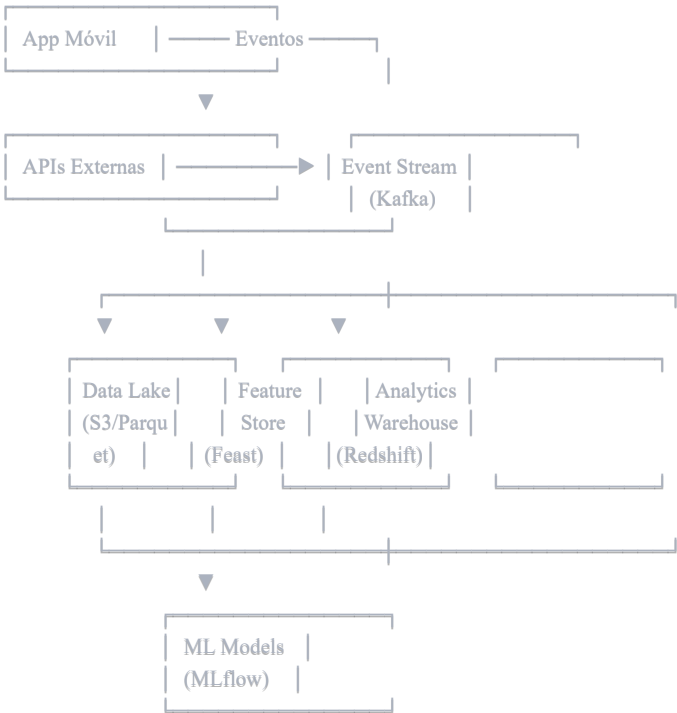 App Móvil Eventos
APIs Externas Event Stream
(Kafka)
Data Lake Feature Analytics
(S3/Parqu Store Warehouse
et) (Feast) (Redshift)
ML Models
(MLflow)